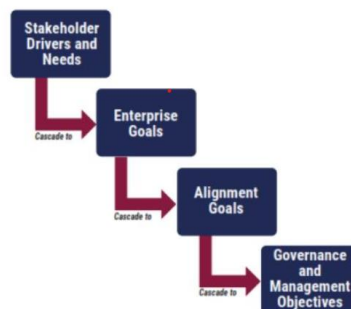 Stakeholder
Drivers and
Needs
Cascade to
Enterprise
Goals
Cascade to
Alignment
Goals
Cascade to
Governance
and
Management
Objectives